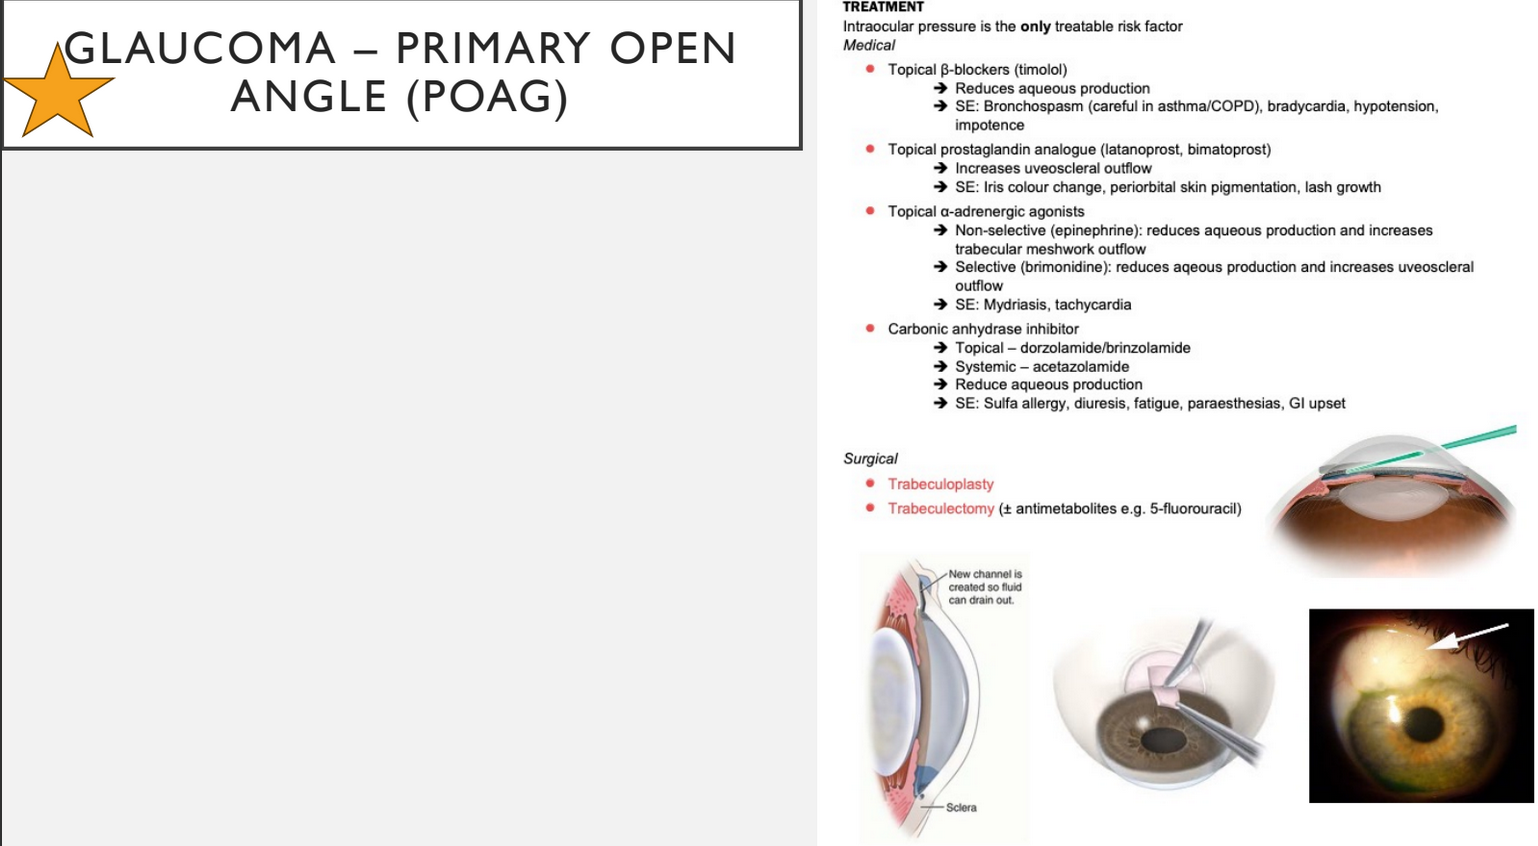 GLAUCOMA – PRIMARY OPEN
ANGLE (POAG)
TREATMENT
Intraocular pressure is the only treatable risk factor
Medical
● Topical β-blockers (timolol)
➔ Reduces aqueous production
➔ SE: Bronchospasm (careful in asthma/COPD), bradycardia, hypotension,
impotence
● Topical prostaglandin analogue (latanoprost, bimatoprost)
➔ Increases uveoscleral outflow
➔ SE: Iris colour change, periorbital skin pigmentation, lash growth
● Topical α-adrenergic agonists
➔ Non-selective (epinephrine): reduces aqueous production and increases
trabecular meshwork outflow
➔ Selective (brimonidine): reduces aqeous production and increases uveoscleral
outflow
➔ SE: Mydriasis, tachycardia
● Carbonic anhydrase inhibitor
➔ Topical – dorzolamide/brinzolamide
➔ Systemic – acetazolamide
➔ Reduce aqueous production
➔ SE: Sulfa allergy, diuresis, fatigue, paraesthesias, GI upset
Surgical
● Trabeculoplasty
● Trabeculectomy (± antimetabolites e.g. 5-fluorouracil)
New channel is
created so fluid
can drain out.
Sclera